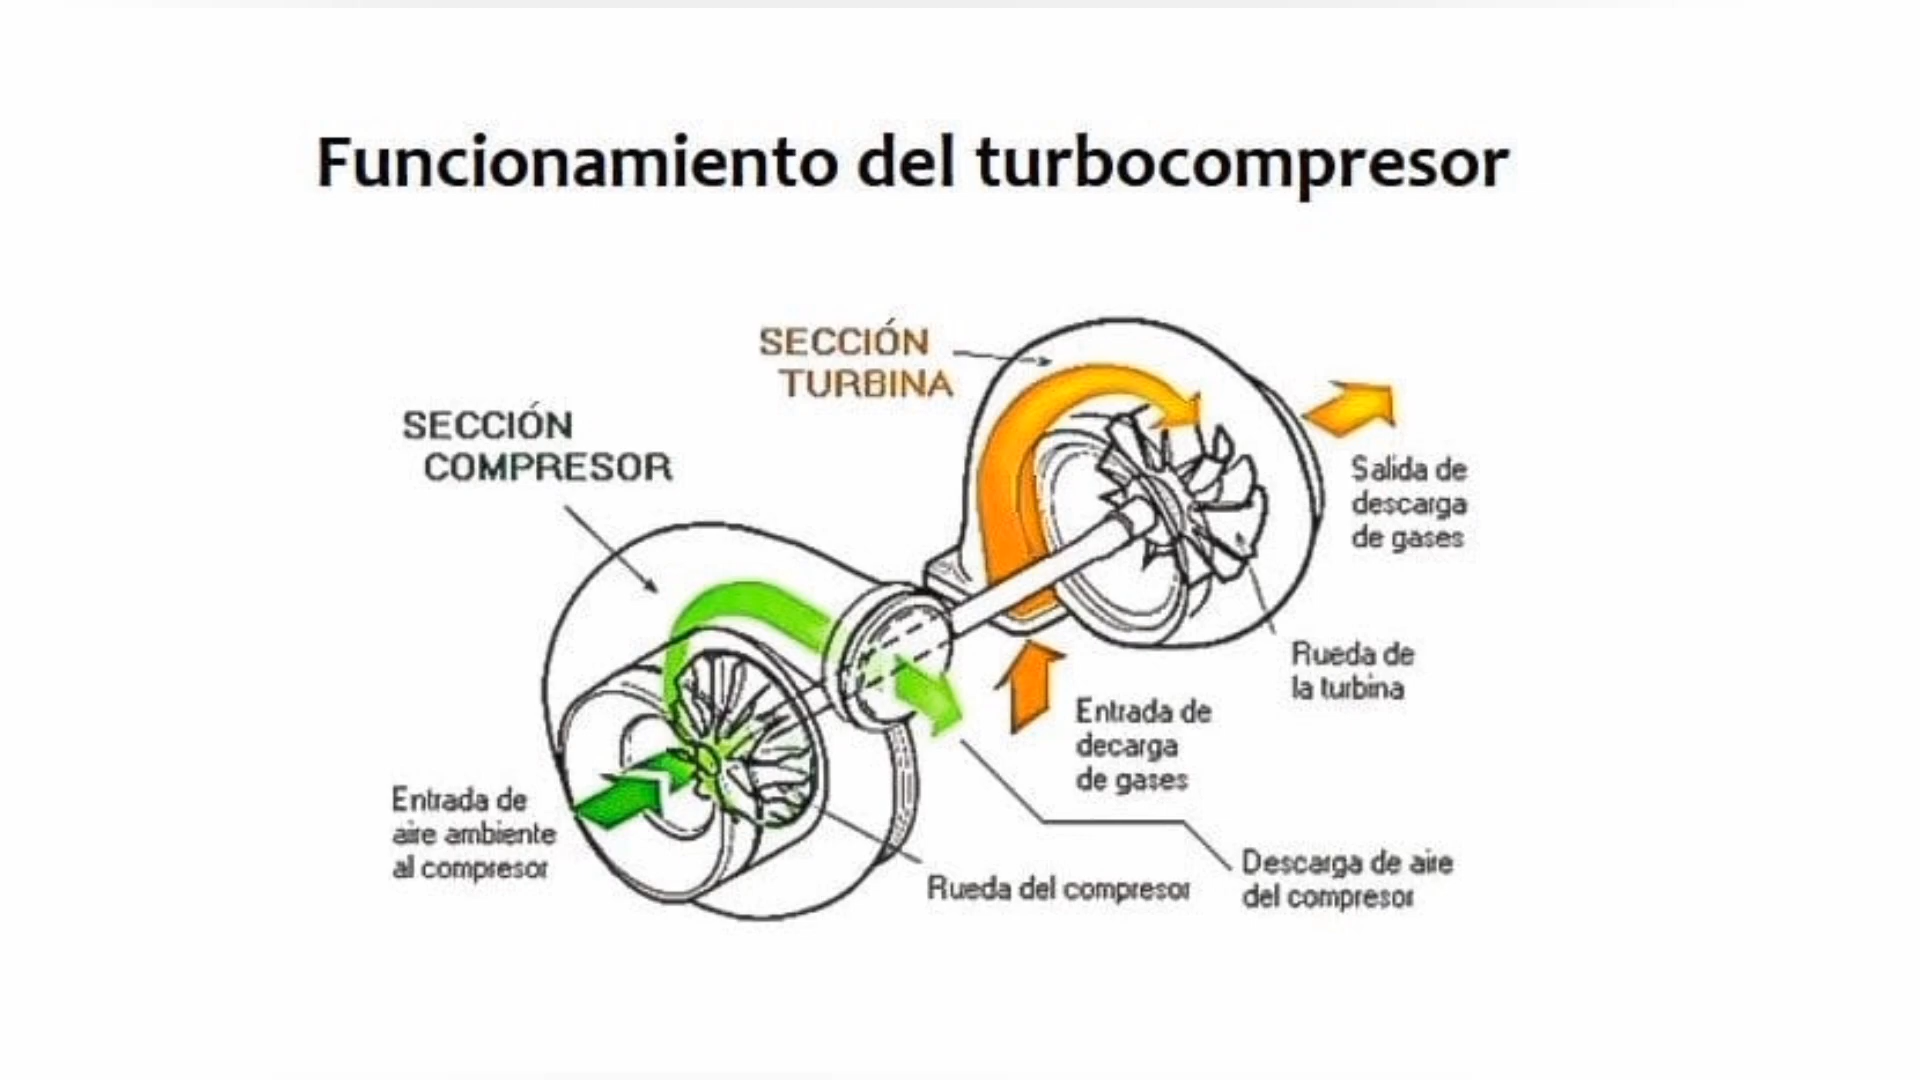 Funcionamiento del turbocompresor
SECCIÓN
TURBINA
SECCIÓN
COMPRESOR
Salida de
descarga
de gases
Rueda de
la turbina
Entrada de
decarga
de gases
Entrada de
aire ambiente
al compresor
Rueda del compresor
Descarga de aire
del compresor